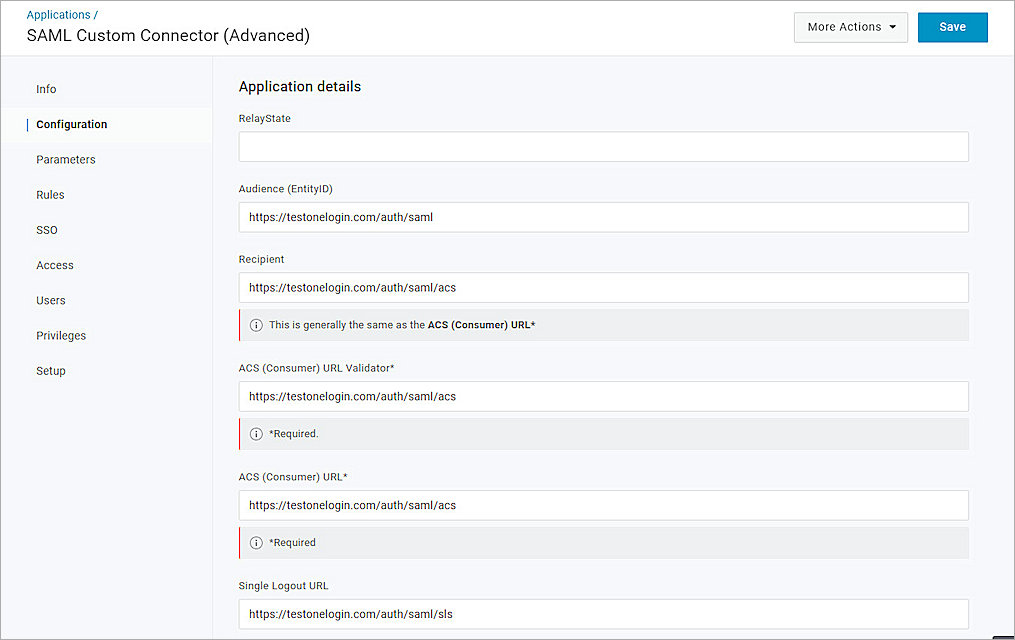 Applications /
SAML Custom Connector (Advanced)
More Actions
Save
Info
Configuration
Parameters
Rules
SSO
Access
Users
Privileges
Setup
Application details
RelayState
Audience (EntityID)
https://testonelogin.com/auth/saml
Recipient
https://testonelogin.com/auth/saml/acs
This is generally the same as the ACS (Consumer) URL*
ACS (Consumer) URL Validator*
https://testonelogin.com/auth/saml/acs
*Required.
ACS (Consumer) URL*
https://testonelogin.com/auth/saml/acs
*Required
Single Logout URL
https://testonelogin.com/auth/saml/sls